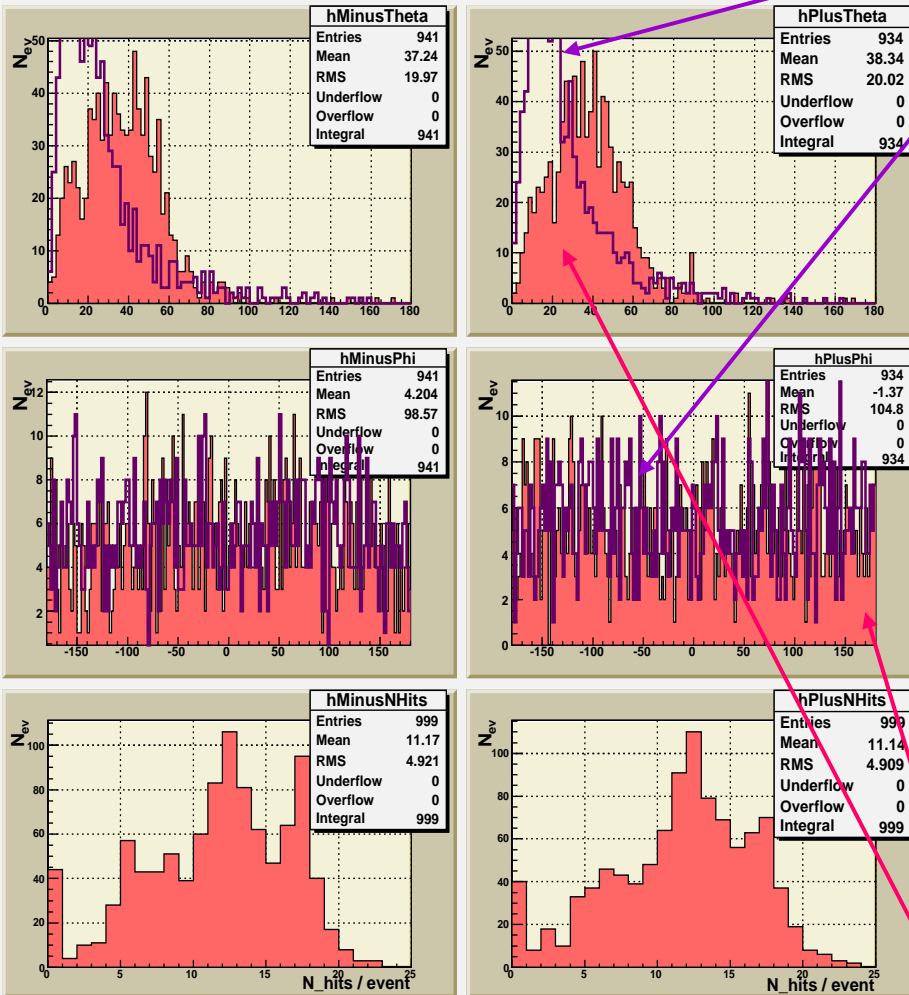 hMinusTheta
Entries 941
Mean 37.24
RMS 19.97
Underflow 0
Overflow 0
Integral 941
N_ev
50
40
30
20
10
0
0 20 40 60 80 100 120 140 160 180
hPlusTheta
Entries 934
Mean 38.34
RMS 20.02
Underflow 0
Overflow 0
Integral 934
N_ev
50
40
30
20
10
0
0 20 40 60 80 100 120 140 160 180
hMinusPhi
Entries 941
Mean 4.204
RMS 98.57
Underflow 0
Overflow 0
Integral 941
N_ev
12
10
8
6
4
2
-150 -100 -50 0 50 100 150
hPlusPhi
Entries 934
Mean -1.37
RMS 104.8
Underflow 0
Overflow 0
Integral 934
N_ev
10
8
6
4
2
0
-150 -100 -50 0 50 100 150
hMinusNHits
Entries 999
Mean 11.17
RMS 4.921
Underflow 0
Overflow 0
Integral 999
N_ev
100
80
60
40
20
0
0 5 10 15 20 25
N_hits / event
hPlusNHits
Entries 999
Mean 11.14
RMS 4.909
Underflow 0
Overflow 0
Integral 999
N_ev
100
80
60
40
20
0
0 5 10 15 20 25
N_hits / event